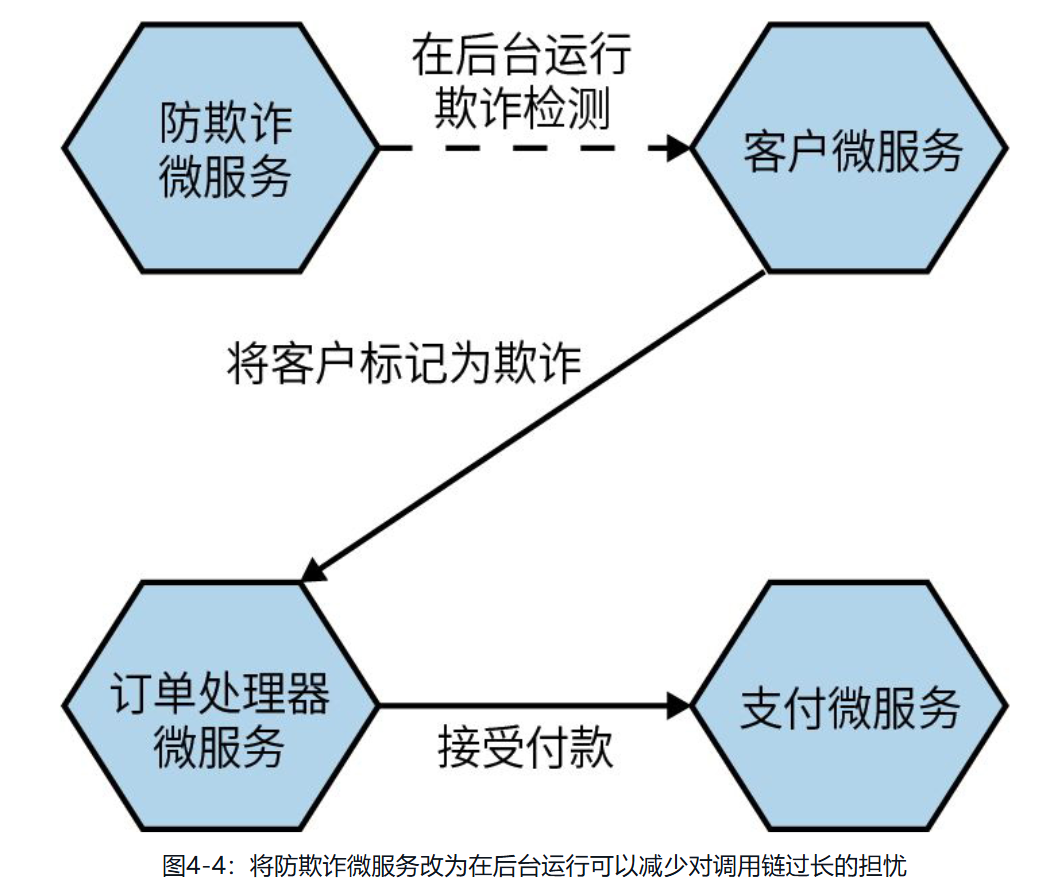 防欺诈
微服务
在后台运行
欺诈检测
客户微服务
将客户标记为欺诈
订单处理器
微服务
接受付款
支付微服务
图4-4：将防欺诈微服务改为在后台运行可以减少对调用链过长的担忧